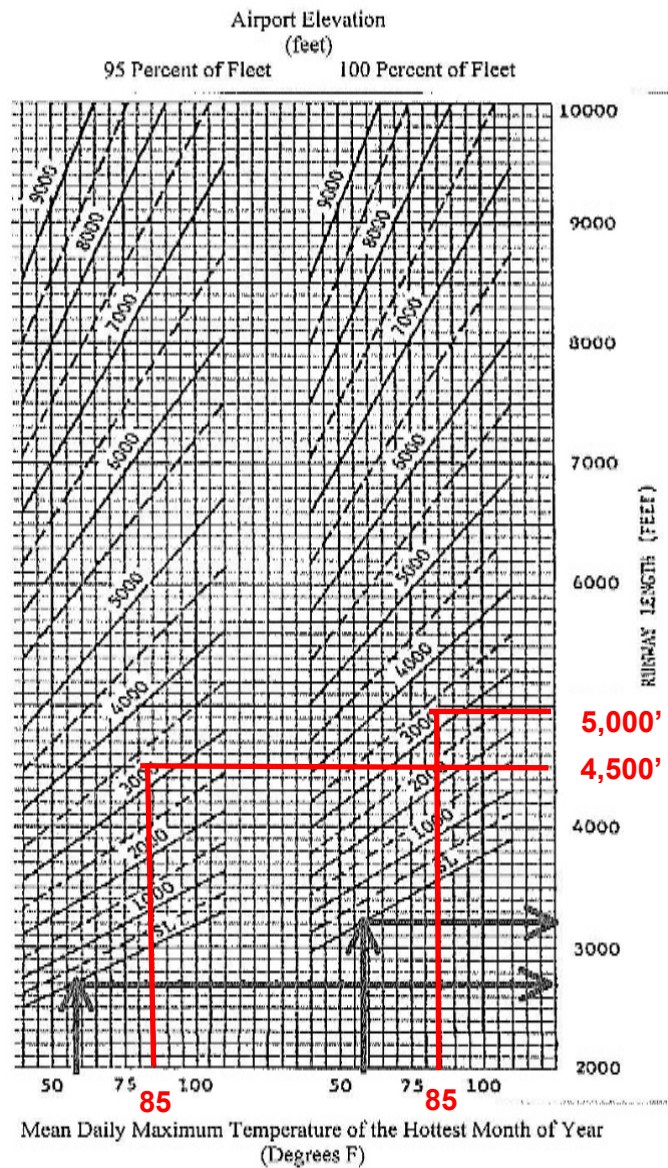 Airport Elevation
(feet)
95 Percent of Fleet 100 Percent of Fleet
10000
9000 9000
9000
8000 8000
8000
7000 7000
7000
6000 6000
6000
5000 5000
4000 4000
3000 3000
2000 2000
1000 1000
S.L. S.L.
RUNWAY LENGTH (FEET)
5,000'
4,500'
4000
3000
2000
50 75 100 50 75 100
85 85
Mean Daily Maximum Temperature of the Hottest Month of Year
(Degrees F)